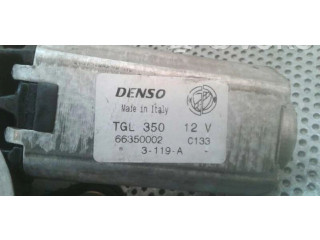 DENSO
Made in Italy
TGL 350 12 V
66350002 C133
" 3-119-A -